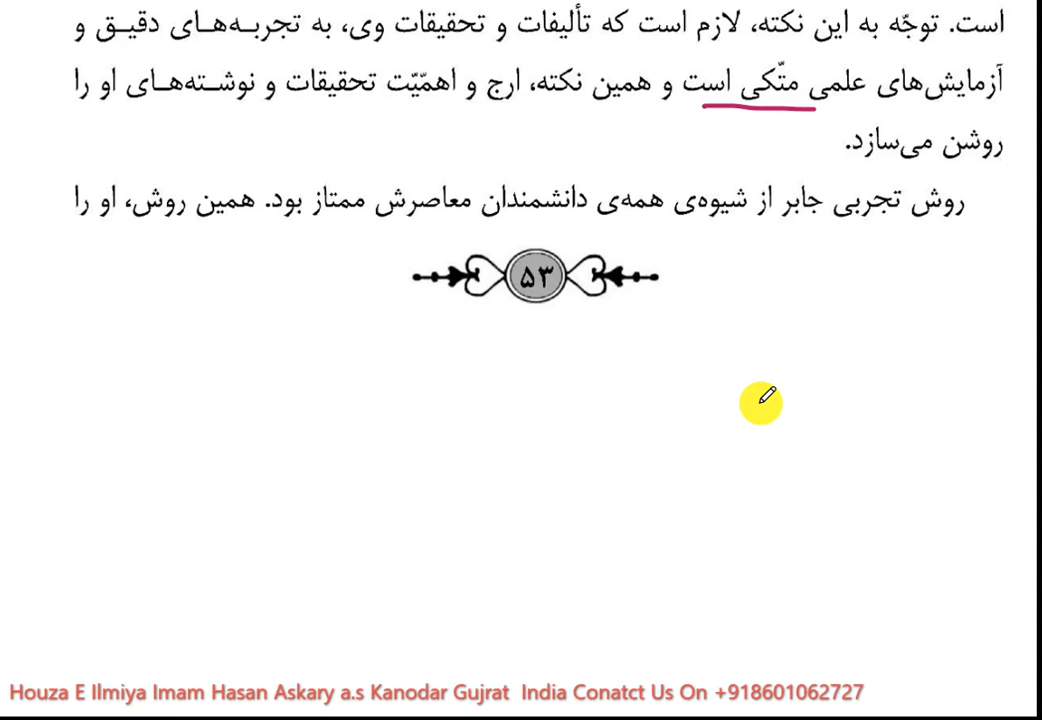 است. توجّه به این نکته، لازم است که تألیفات و تحقیقات وی، به تجربه‌های دقیق و
آزمایش‌های علمی متّکی است و همین نکته، ارج و اهمّیّت تحقیقات و نوشته‌های او را
روشن می‌سازد.
روش تجربی جابر از شیوه‌ی همه‌ی دانشمندان معاصرش ممتاز بود. همین روش، او را
۵۳
Houza E Ilmiya Imam Hasan Askary a.s Kanodar Gujrat India Conatct Us On +918601062727